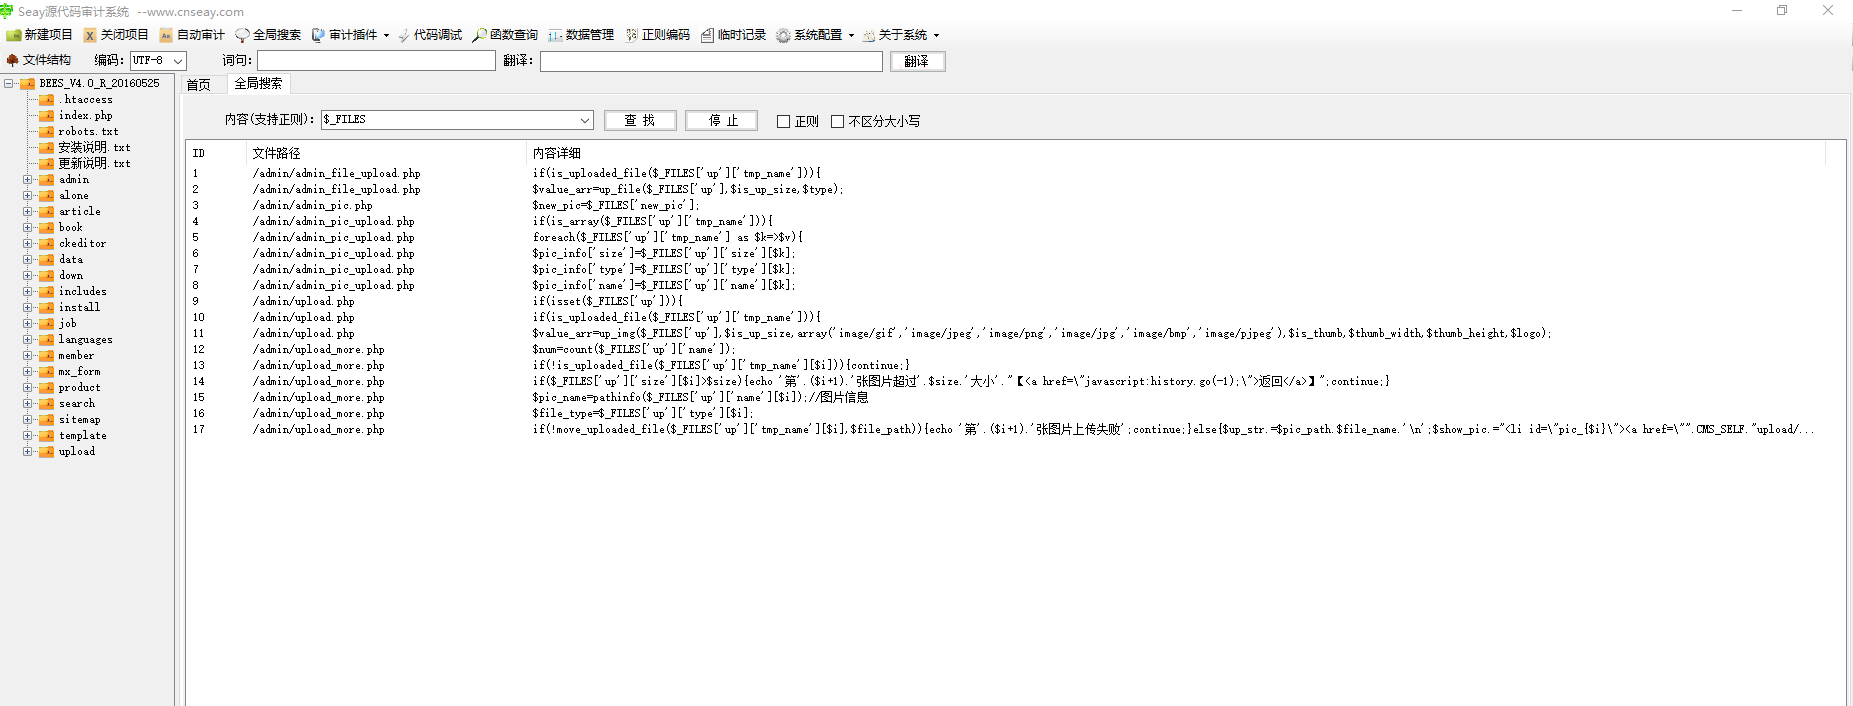 Seay源代码审计系统 --www.cnseay.com
新建项目 关闭项目 自动审计 全局搜索 审计插件 代码调试 函数查询 数据管理 正则编码 临时记录 系统配置 关于系统
文件结构 编码: UTF-8 词句: 翻译: 翻译
首页 全局搜索
内容(支持正则): $_FILES 查 找 停 止 正则 不区分大小写
BEES_V4.0_R_20160525
.htaccess
index.php
robots.txt
安装说明.txt
更新说明.txt
admin
alone
article
book
ckeditor
data
down
includes
install
job
languages
member
mx_form
product
search
sitemap
template
upload
ID 文件路径 内容详细
1 /admin/admin_file_upload.php if(is_uploaded_file($_FILES['up']['tmp_name'])){
2 /admin/admin_file_upload.php $value_arr=up_file($_FILES['up'],$is_up_size,$type);
3 /admin/admin_pic.php $new_pic=$_FILES['new_pic'];
4 /admin/admin_pic_upload.php if(is_array($_FILES['up']['tmp_name'])){
5 /admin/admin_pic_upload.php foreach($_FILES['up']['tmp_name'] as $k=>$v){
6 /admin/admin_pic_upload.php $pic_info['size']=$_FILES['up']['size'][$k];
7 /admin/admin_pic_upload.php $pic_info['type']=$_FILES['up']['type'][$k];
8 /admin/admin_pic_upload.php $pic_info['name']=$_FILES['up']['name'][$k];
9 /admin/upload.php if(isset($_FILES['up'])){
10 /admin/upload.php if(is_uploaded_file($_FILES['up']['tmp_name'])){
11 /admin/upload.php $value_arr=up_img($_FILES['up'],$is_up_size,array('image/gif','image/jpeg','image/png','image/jpg','image/bmp','image/pjpeg'),$is_thumb,$thumb_width,$thumb_height,$logo);
12 /admin/upload_more.php $num=count($_FILES['up']['name']);
13 /admin/upload_more.php if(!is_uploaded_file($_FILES['up']['tmp_name'][$i])){continue;}
14 /admin/upload_more.php if($_FILES['up']['size'][$i]>$size){echo '第'.($i+1).'张图片超过'.$size.'大小'."【<a href=\"javascript:history.go(-1);\">返回</a>】";continue;}
15 /admin/upload_more.php $pic_name=pathinfo($_FILES['up']['name'][$i]);//图片信息
16 /admin/upload_more.php $file_type=$_FILES['up']['type'][$i];
17 /admin/upload_more.php if(!move_uploaded_file($_FILES['up']['tmp_name'][$i],$file_path)){echo '第'.($i+1).'张图片上传失败';continue;}else{$up_str.=$pic_path.$file_name.'\n';$show_pic.="<li id=\"pic_{$i}\"><a href=\"".CMS_SELF."upload/...